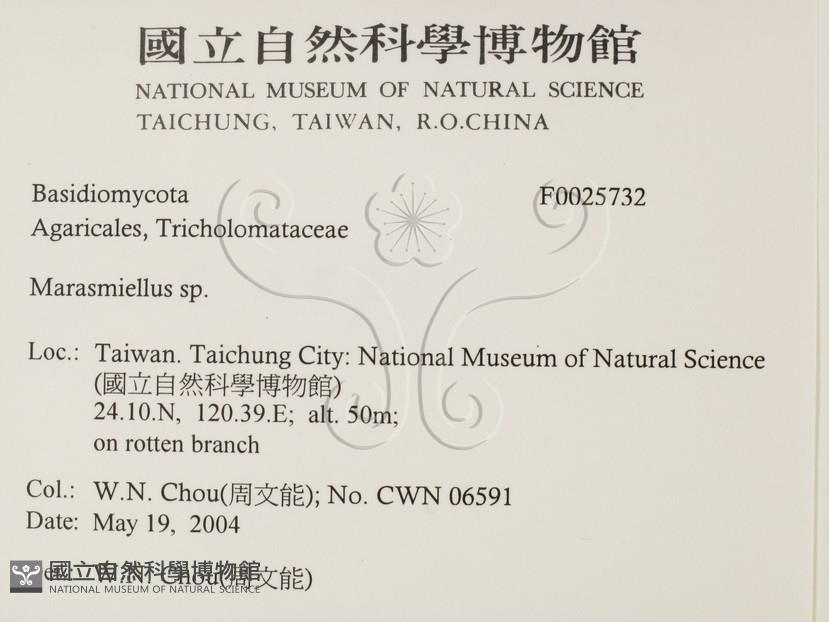 國立自然科學博物館
NATIONAL MUSEUM OF NATURAL SCIENCE
TAICHUNG, TAIWAN, R.O.CHINA
Basidiomycota F0025732
Agaricales, Tricholomataceae
Marasmiellus sp.
Loc.: Taiwan. Taichung City: National Museum of Natural Science
(國立自然科學博物館)
24.10.N, 120.39.E; alt. 50m;
on rotten branch
Col.: W.N. Chou(周文能); No. CWN 06591
Date: May 19, 2004
W.N. Chou(周文能)
國立自然科學博物館
NATIONAL MUSEUM OF NATURAL SCIENCE